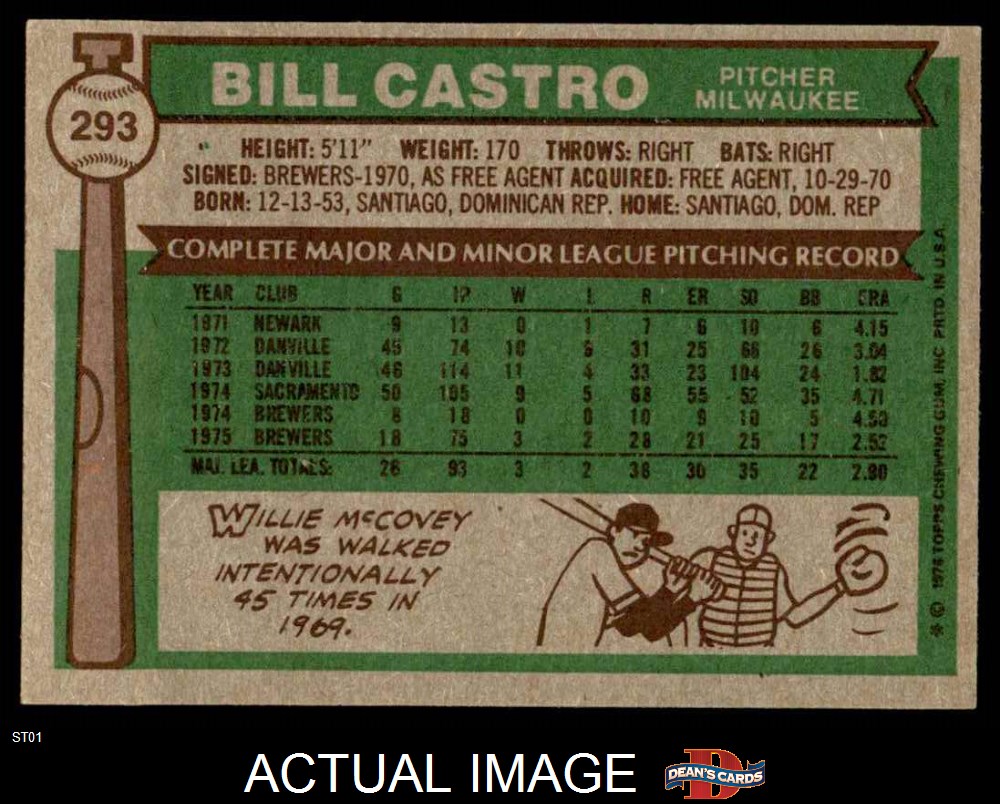 293
BILL CASTRO
PITCHER
MILWAUKEE
HEIGHT: 5'11" WEIGHT: 170 THROWS: RIGHT BATS: RIGHT
SIGNED: BREWERS-1970, AS FREE AGENT ACQUIRED: FREE AGENT, 10-29-70
BORN: 12-13-53, SANTIAGO, DOMINICAN REP. HOME: SANTIAGO, DOM. REP
COMPLETE MAJOR AND MINOR LEAGUE PITCHING RECORD
YEAR CLUB G IP W L R ER SO BB ERA
1971 NEWARK 9 13 0 1 7 6 10 6 4.15
1972 DANVILLE 45 74 10 31 25 66 26 3.04
1973 DANVILLE 46 114 11 4 33 23 104 24 1.82
1974 SACRAMENTO 50 105 9 5 68 55 52 35 4.71
1974 BREWERS 8 18 0 0 10 9 10 5 4.50
1975 BREWERS 18 75 3 2 28 21 25 17 2.52
MAJ. LEA. TOTALS: 26 93 3 2 38 30 35 22 2.90
WILLIE McCOVEY
WAS WALKED
INTENTIONALLY
45 TIMES IN
1969.
* © 1976 TOPPS CHEWING GUM, INC PRTD. IN U.S.A.
ST01
ACTUAL IMAGE
DEAN'S CARDS